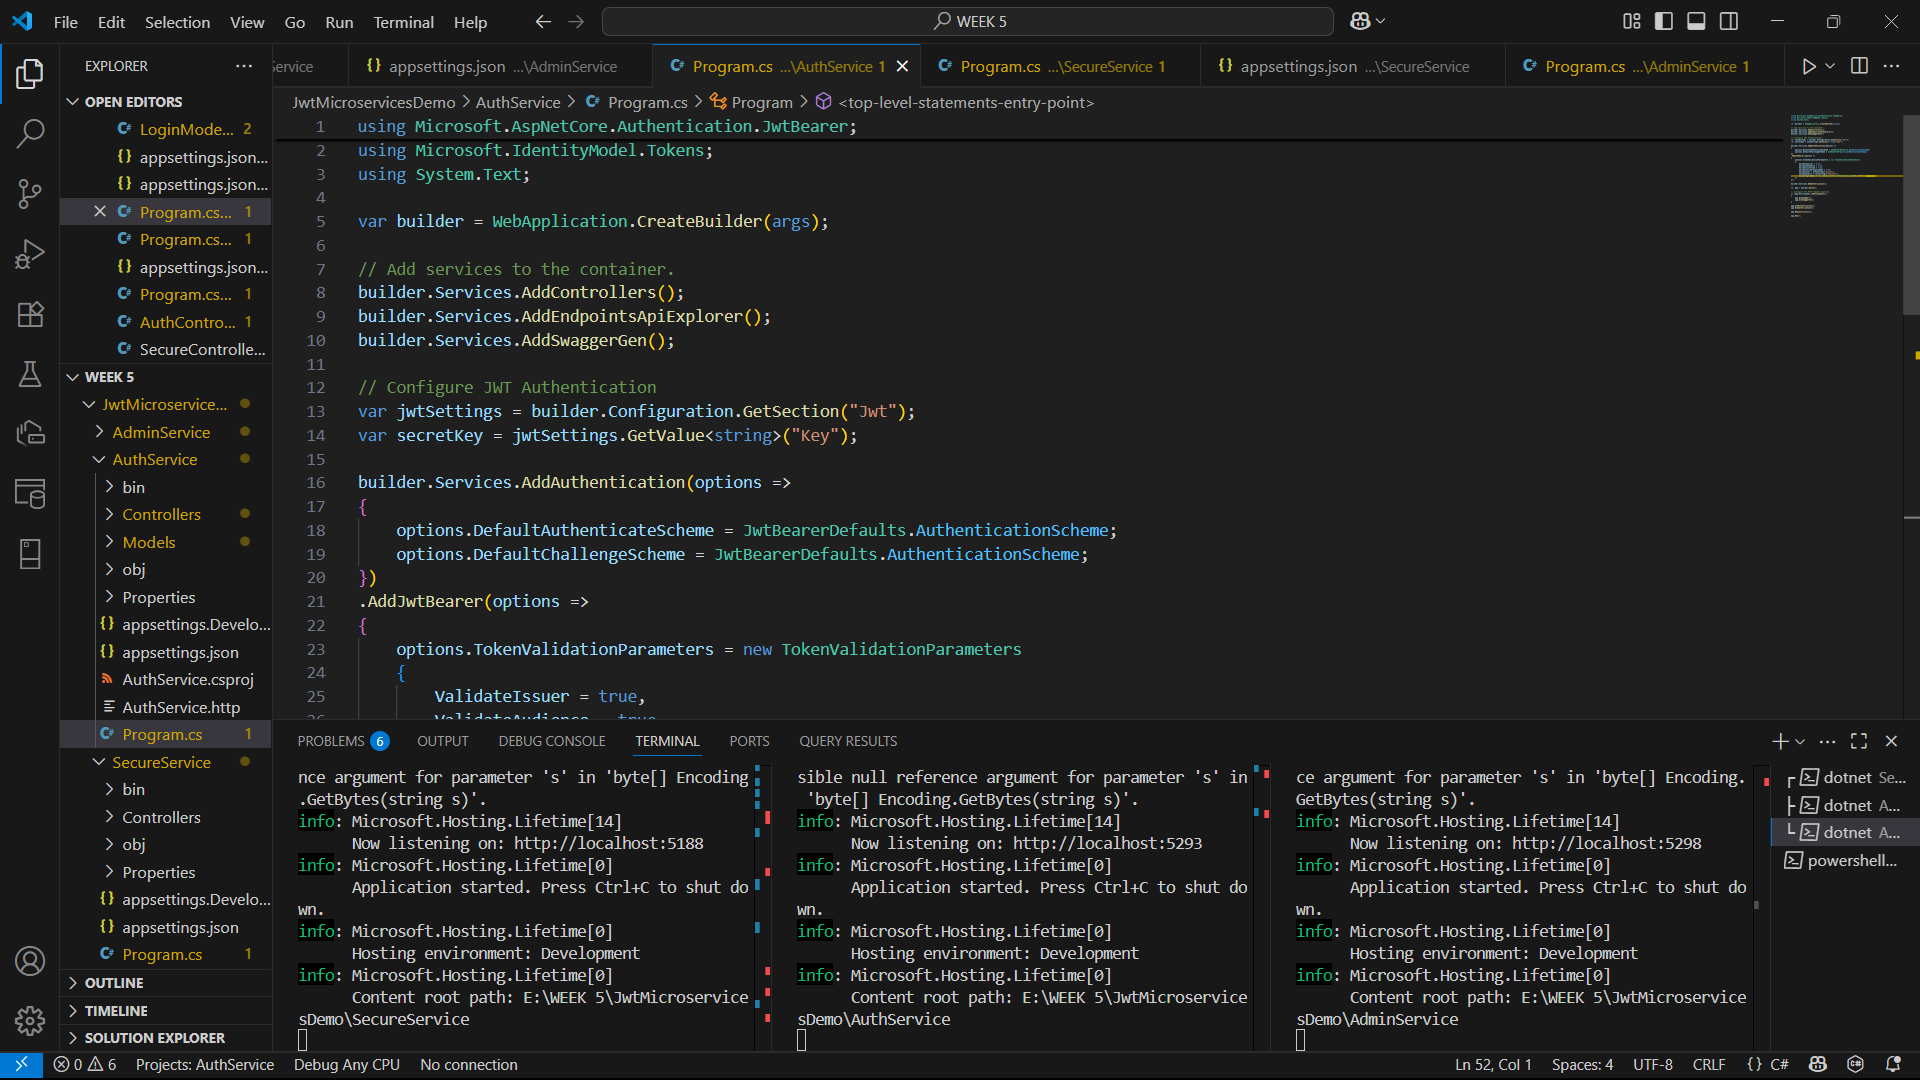 File Edit Selection View Go Run Terminal Help
WEEK 5
EXPLORER
Service
appsettings.json ...\AdminService
Program.cs ...\AuthService 1
Program.cs ...\SecureService 1
appsettings.json ...\SecureService
Program.cs ...\AdminService 1
OPEN EDITORS
LoginMode... 2
appsettings.json...
appsettings.json...
Program.cs... 1
Program.cs... 1
appsettings.json...
Program.cs... 1
AuthContro... 1
SecureControlle...
WEEK 5
JwtMicroservice...
AdminService
AuthService
bin
Controllers
Models
obj
Properties
appsettings.Develo...
appsettings.json
AuthService.csproj
AuthService.http
Program.cs 1
SecureService
bin
Controllers
obj
Properties
appsettings.Develo...
appsettings.json
Program.cs 1
OUTLINE
TIMELINE
SOLUTION EXPLORER
JwtMicroservicesDemo > AuthService > Program.cs > Program > <top-level-statements-entry-point>
1 using Microsoft.AspNetCore.Authentication.JwtBearer;
2 using Microsoft.IdentityModel.Tokens;
3 using System.Text;
4
5 var builder = WebApplication.CreateBuilder(args);
6
7 // Add services to the container.
8 builder.Services.AddControllers();
9 builder.Services.AddEndpointsApiExplorer();
10 builder.Services.AddSwaggerGen();
11
12 // Configure JWT Authentication
13 var jwtSettings = builder.Configuration.GetSection("Jwt");
14 var secretKey = jwtSettings.GetValue<string>("Key");
15
16 builder.Services.AddAuthentication(options =>
17 {
18 options.DefaultAuthenticateScheme = JwtBearerDefaults.AuthenticationScheme;
19 options.DefaultChallengeScheme = JwtBearerDefaults.AuthenticationScheme;
20 })
21 .AddJwtBearer(options =>
22 {
23 options.TokenValidationParameters = new TokenValidationParameters
24 {
25 ValidateIssuer = true,
26 ValidateAudience = true
PROBLEMS 6 OUTPUT DEBUG CONSOLE TERMINAL PORTS QUERY RESULTS
nce argument for parameter 's' in 'byte[] Encoding
.GetBytes(string s)'.
info: Microsoft.Hosting.Lifetime[14]
Now listening on: http://localhost:5188
info: Microsoft.Hosting.Lifetime[0]
Application started. Press Ctrl+C to shut do
wn.
info: Microsoft.Hosting.Lifetime[0]
Hosting environment: Development
info: Microsoft.Hosting.Lifetime[0]
Content root path: E:\WEEK 5\JwtMicroservice
sDemo\SecureService
sible null reference argument for parameter 's' in
'byte[] Encoding.GetBytes(string s)'.
info: Microsoft.Hosting.Lifetime[14]
Now listening on: http://localhost:5293
info: Microsoft.Hosting.Lifetime[0]
Application started. Press Ctrl+C to shut do
wn.
info: Microsoft.Hosting.Lifetime[0]
Hosting environment: Development
info: Microsoft.Hosting.Lifetime[0]
Content root path: E:\WEEK 5\JwtMicroservice
sDemo\AuthService
ce argument for parameter 's' in 'byte[] Encoding.
GetBytes(string s)'.
info: Microsoft.Hosting.Lifetime[14]
Now listening on: http://localhost:5298
info: Microsoft.Hosting.Lifetime[0]
Application started. Press Ctrl+C to shut do
wn.
info: Microsoft.Hosting.Lifetime[0]
Hosting environment: Development
info: Microsoft.Hosting.Lifetime[0]
Content root path: E:\WEEK 5\JwtMicroservice
sDemo\AdminService
dotnet Se...
dotnet A...
dotnet A...
powershell...
0 6 Projects: AuthService Debug Any CPU No connection
Ln 52, Col 1 Spaces: 4 UTF-8 CRLF {} C#